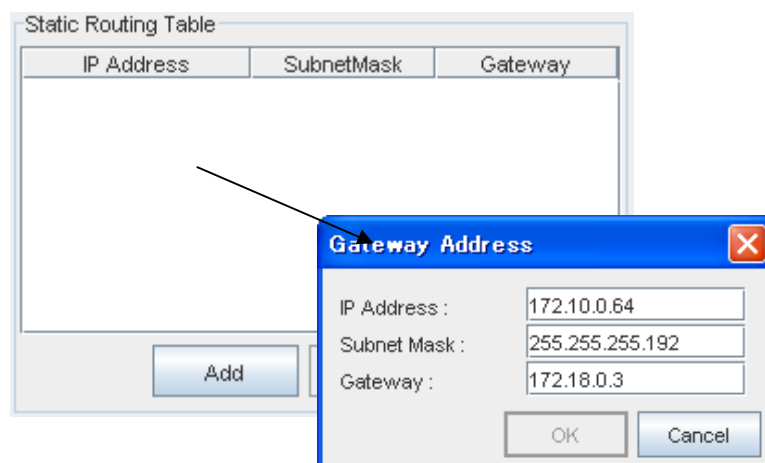 Static Routing Table
IP Address SubnetMask Gateway
Gateway Address
IP Address : 172.10.0.64
Subnet Mask : 255.255.255.192
Add
Gateway : 172.18.0.3
OK Cancel